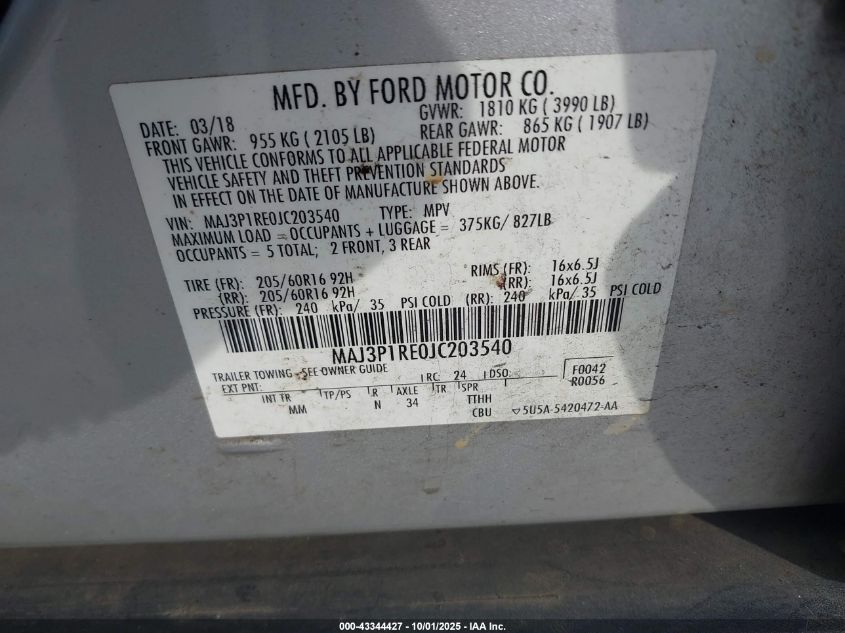 MFD. BY FORD MOTOR CO.
DATE: 03/18 GVWR: 1810 KG ( 3990 LB)
FRONT GAWR: 955 KG ( 2105 LB) REAR GAWR: 865 KG ( 1907 LB)
THIS VEHICLE CONFORMS TO ALL APPLICABLE FEDERAL MOTOR
VEHICLE SAFETY AND THEFT PREVENTION STANDARDS
IN EFFECT ON THE DATE OF MANUFACTURE SHOWN ABOVE.
VIN: MAJ3P1RE0JC203540 TYPE: MPV
MAXIMUM LOAD = OCCUPANTS + LUGGAGE = 375KG/ 827LB
OCCUPANTS = 5 TOTAL; 2 FRONT, 3 REAR
TIRE (FR): 205/60R16 92H RIMS (FR): 16x6.5J
(RR): 205/60R16 92H (RR): 16x6.5J
PRESSURE (FR): 240 kPa/ 35 PSI COLD (RR): 240 kPa/ 35 PSI COLD
MAJ3P1RE0JC203540
TRAILER TOWING - SEE OWNER GUIDE
EXT PNT: RC: 24 DSO: F0042
R0056
INT TR TP/PS R AXLE TR SPR
MM N 34 TTHH
CBU 5U5A-5420472-AA
000-43344427 - 10/01/2025 - IAA Inc.